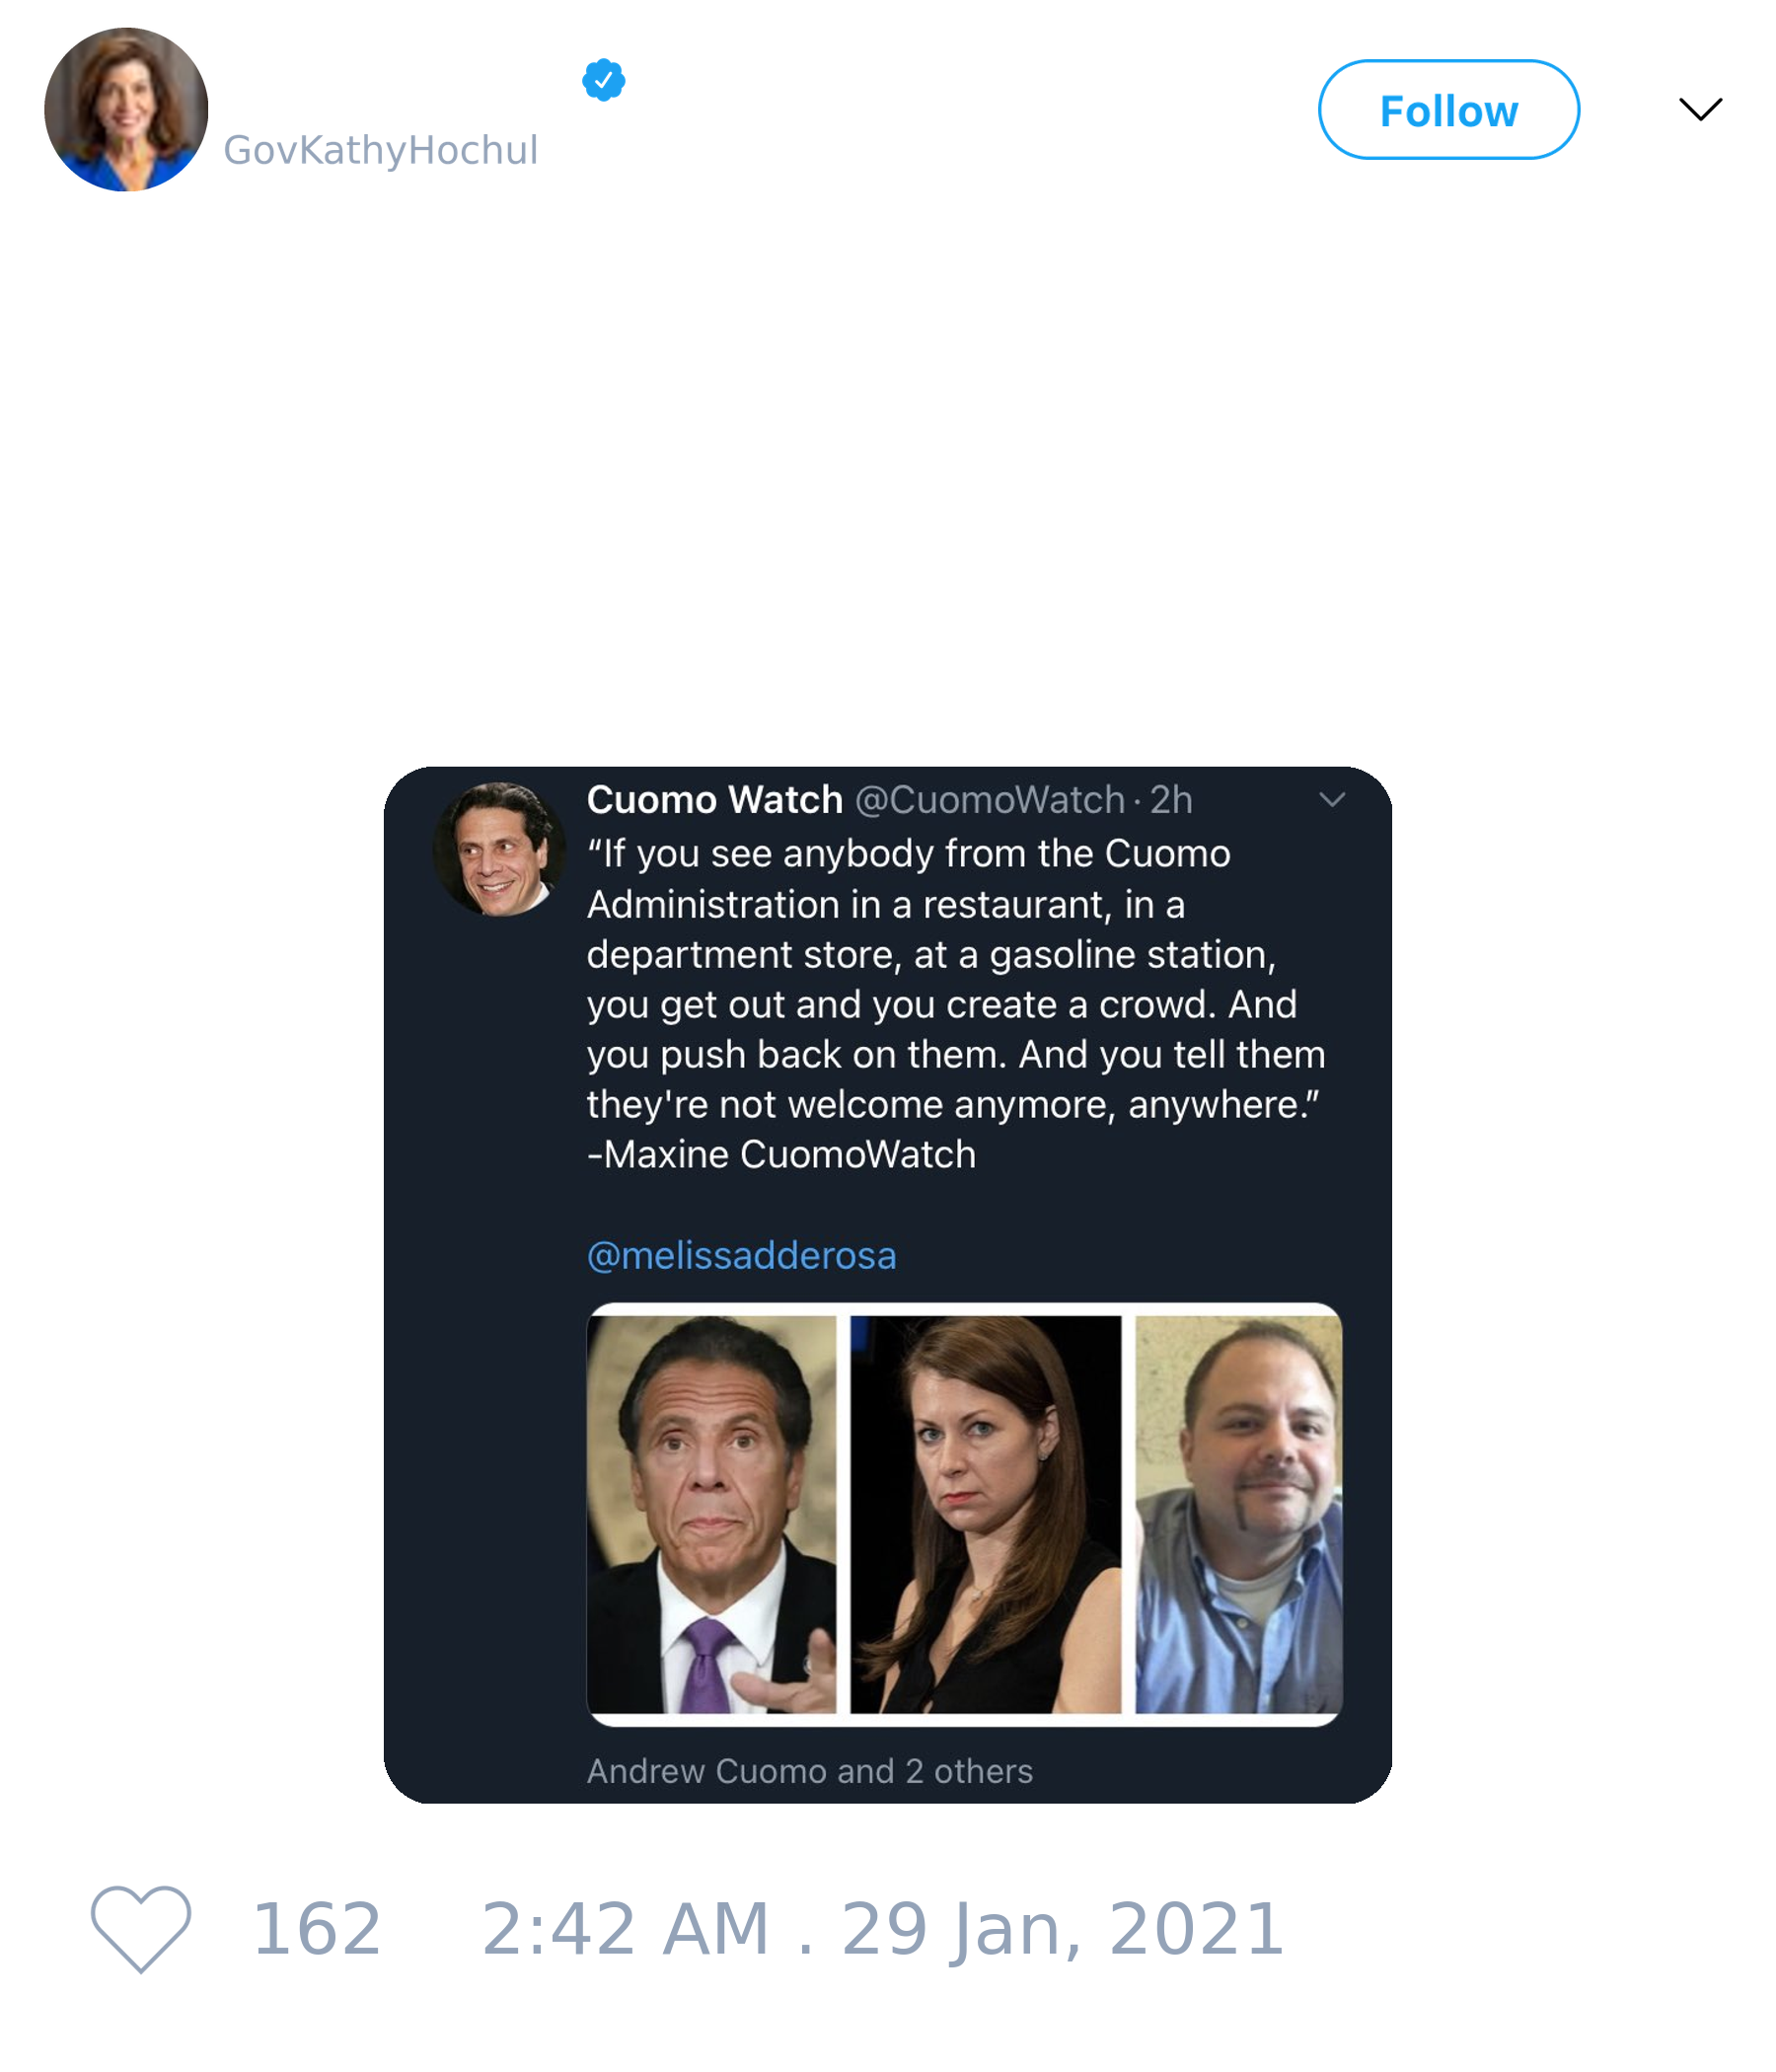 GovKathyHochul
Follow
Cuomo Watch @CuomoWatch · 2h
“If you see anybody from the Cuomo
Administration in a restaurant, in a
department store, at a gasoline station,
you get out and you create a crowd. And
you push back on them. And you tell them
they're not welcome anymore, anywhere.”
-Maxine CuomoWatch
@melissadderosa
Andrew Cuomo and 2 others
162 2:42 AM . 29 Jan, 2021